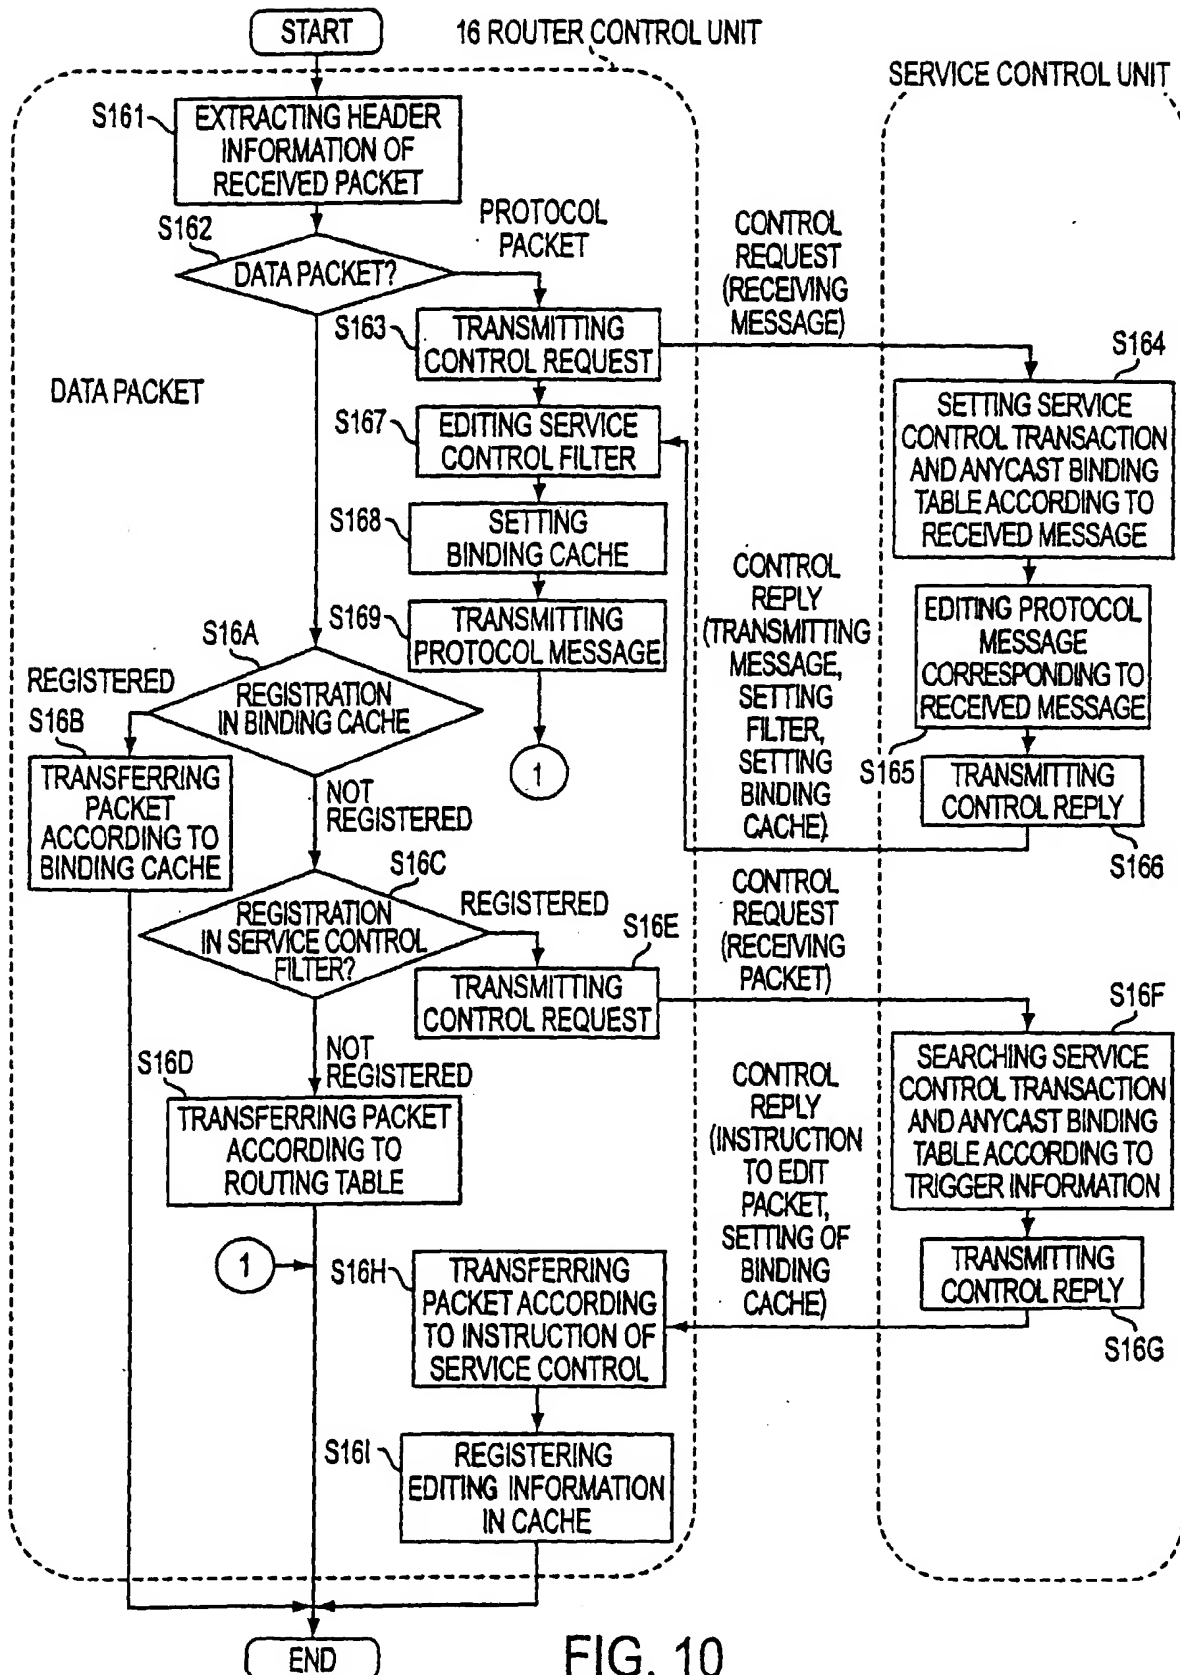 START
16 ROUTER CONTROL UNIT
SERVICE CONTROL UNIT
S161
EXTRACTING HEADER
INFORMATION OF
RECEIVED PACKET
S162
DATA PACKET?
PROTOCOL
PACKET
CONTROL
REQUEST
(RECEIVING
MESSAGE)
S163
TRANSMITTING
CONTROL REQUEST
S164
SETTING SERVICE
CONTROL TRANSACTION
AND ANYCAST BINDING
TABLE ACCORDING TO
RECEIVED MESSAGE
DATA PACKET
S167
EDITING SERVICE
CONTROL FILTER
S168
SETTING
BINDING CACHE
S169
TRANSMITTING
PROTOCOL MESSAGE
1
CONTROL
REPLY
(TRANSMITTING
MESSAGE,
SETTING
FILTER,
SETTING
BINDING
CACHE)
EDITING PROTOCOL
MESSAGE
CORRESPONDING TO
RECEIVED MESSAGE
S165
TRANSMITTING
CONTROL REPLY
S166
S16A
REGISTRATION
IN BINDING CACHE
REGISTERED
S16B
TRANSFERRING
PACKET
ACCORDING TO
BINDING CACHE
NOT
REGISTERED
S16C
REGISTRATION
IN SERVICE CONTROL
FILTER?
REGISTERED
S16E
TRANSMITTING
CONTROL REQUEST
CONTROL
REQUEST
(RECEIVING
PACKET)
S16F
SEARCHING SERVICE
CONTROL TRANSACTION
AND ANYCAST BINDING
TABLE ACCORDING TO
TRIGGER INFORMATION
NOT
REGISTERED
S16D
TRANSFERRING PACKET
ACCORDING TO
ROUTING TABLE
CONTROL
REPLY
(INSTRUCTION
TO EDIT
PACKET,
SETTING OF
BINDING
CACHE)
TRANSMITTING
CONTROL REPLY
S16G
1
S16H
TRANSFERRING
PACKET ACCORDING
TO INSTRUCTION OF
SERVICE CONTROL
S16I
REGISTERING
EDITING INFORMATION
IN CACHE
END
FIG. 10